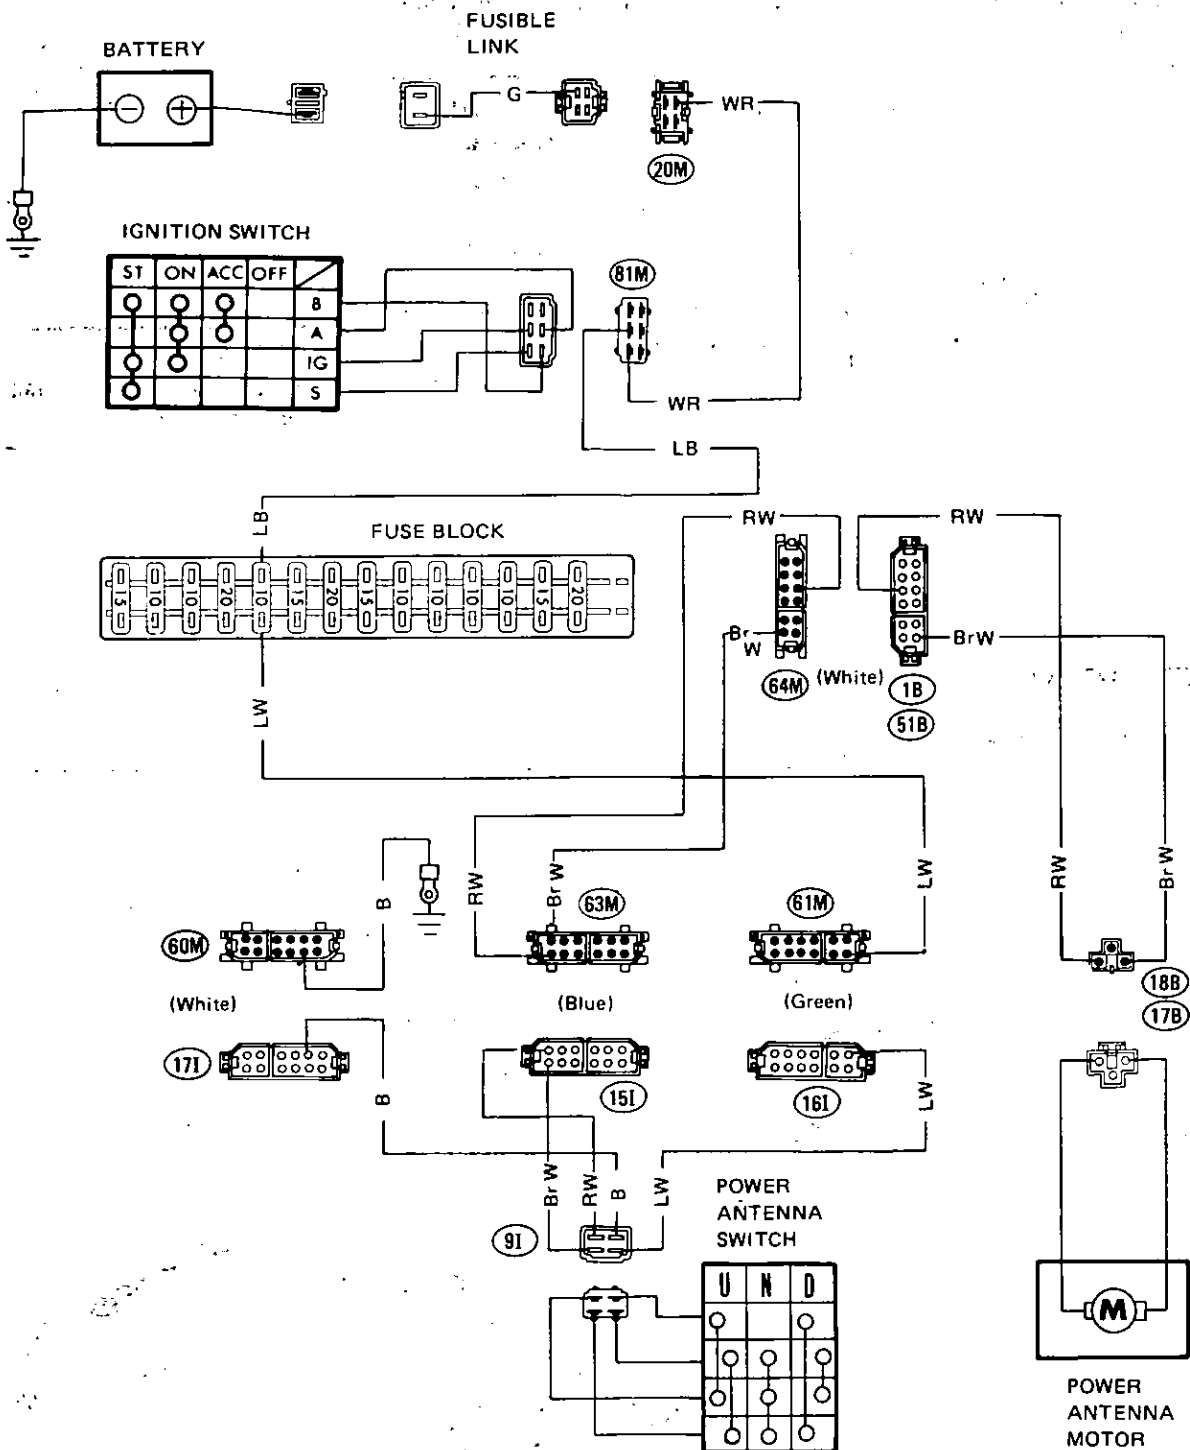 FUSIBLE
LINK
BATTERY
G
WR
20M
IGNITION SWITCH
ST ON ACC OFF
B
A
IG
S
81M
WR
LB
LB
FUSE BLOCK
15 10 10 20 10 15 20 15 10 10 10 10 15 20
RW
RW
Br
W
BrW
64M
(White)
1B
51B
LW
B
RW
Br W
63M
61M
LW
RW
Br W
60M
(White)
(Blue)
(Green)
18B
17B
17I
15I
16I
B
LW
Br W
RW
B
LW
9I
POWER
ANTENNA
SWITCH
U N D
M
POWER
ANTENNA
MOTOR